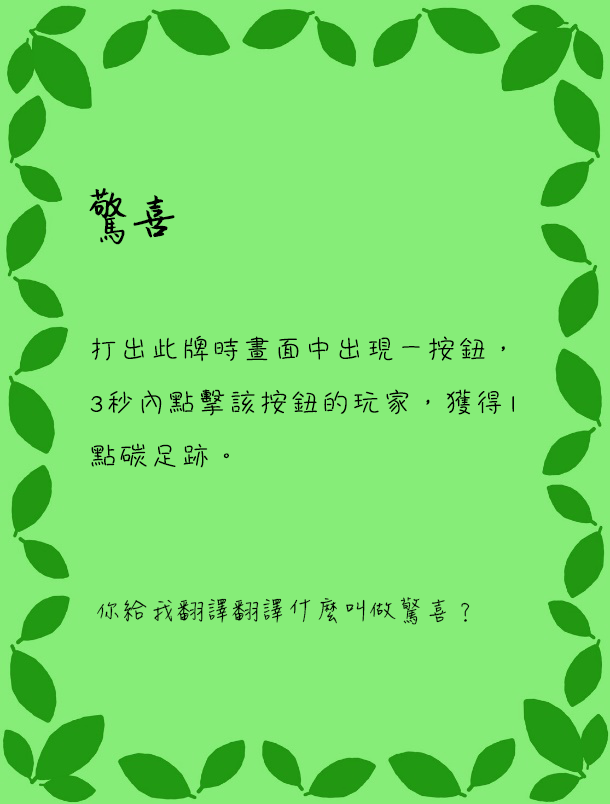 驚喜
打出此牌時畫面中出現一按鈕，
3秒內點擊該按鈕的玩家，獲得1
點碳足跡。
你給我翻譯翻譯什麼叫做驚喜？